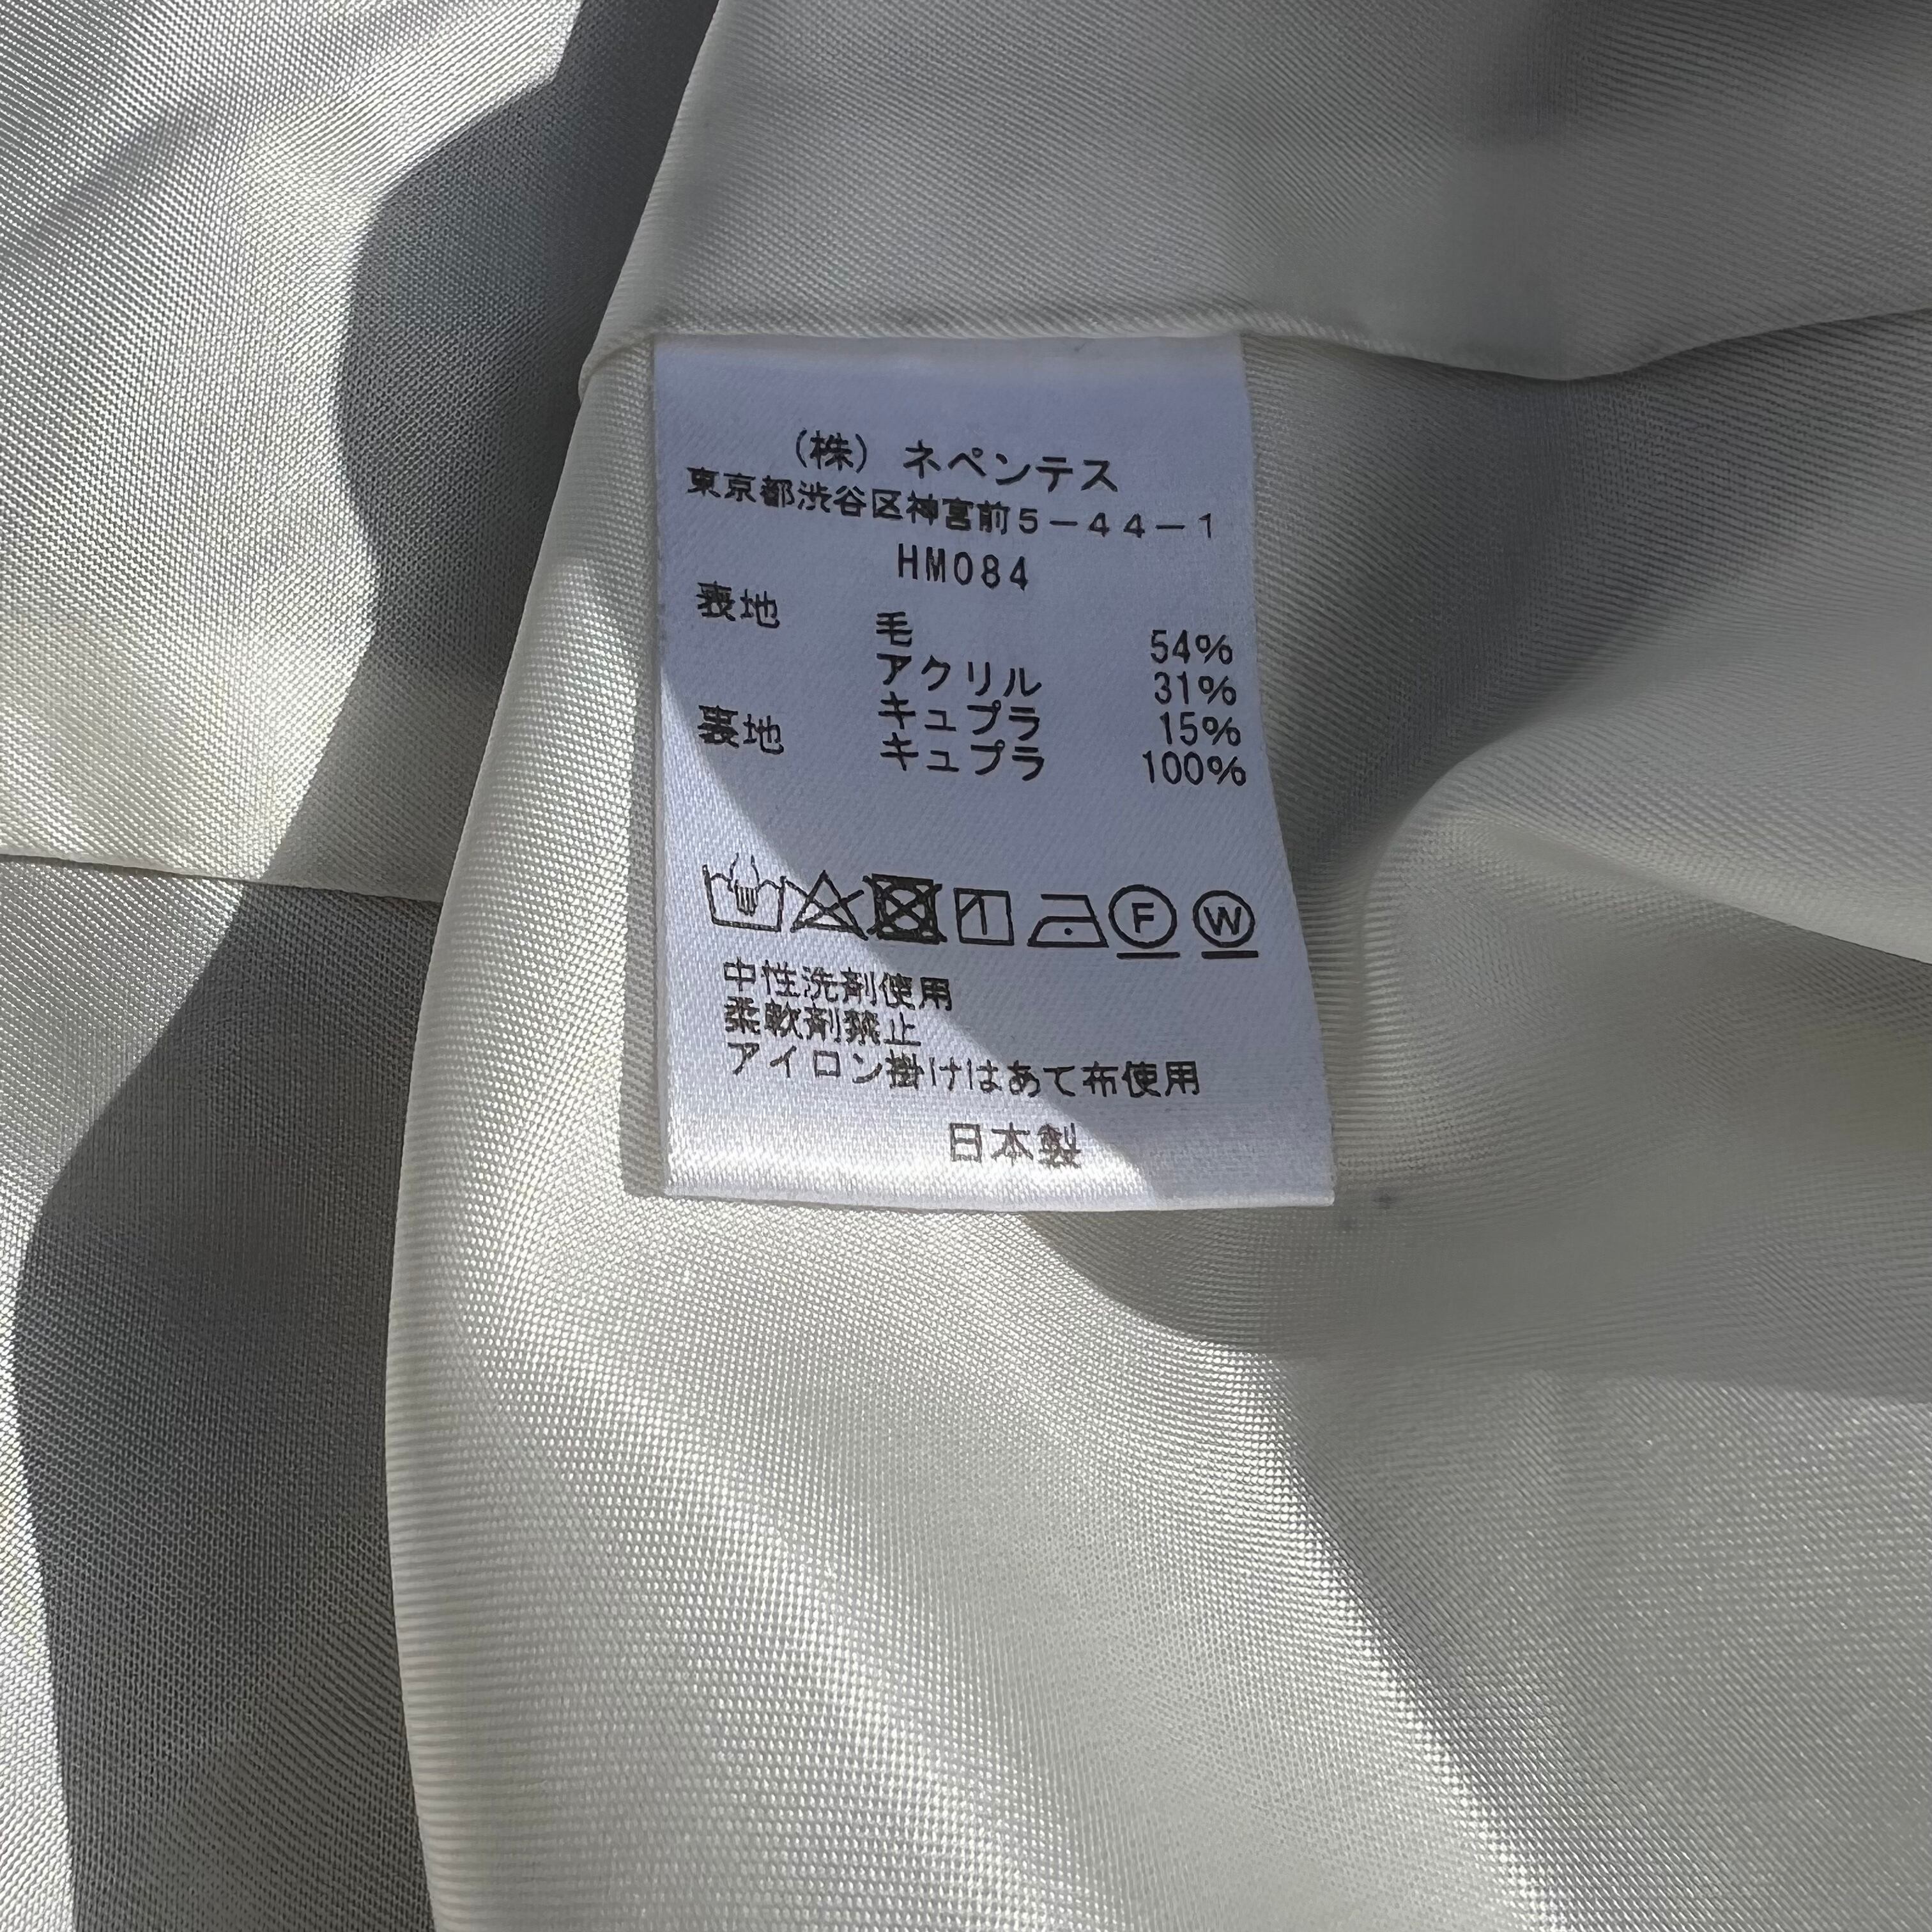 (株) ネペンテス
東京都渋谷区神宮前5-44-1
HM084
表地 毛 54%
アクリル 31%
キュプラ 15%
裏地 キュプラ 100%
F W
中性洗剤使用
柔軟剤禁止
アイロン掛けはあて布使用
日本製